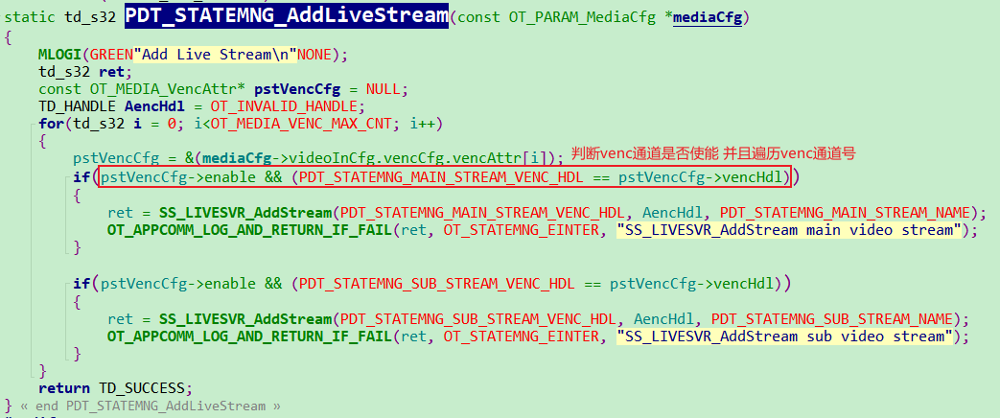 static td_s32 PDT_STATEMNG_AddLiveStream(const OT_PARAM_MediaCfg *mediaCfg)
{
    MLOGI(GREEN"Add Live Stream\n"NONE);
    td_s32 ret;
    const OT_MEDIA_VencAttr* pstVencCfg = NULL;
    TD_HANDLE AencHdl = OT_INVALID_HANDLE;
    for(td_s32 i = 0; i<OT_MEDIA_VENC_MAX_CNT; i++)
    {
        pstVencCfg = &(mediaCfg->videoInCfg.vencCfg.vencAttr[i]); 判断venc通道是否使能 并且遍历venc通道号
        if(pstVencCfg->enable && (PDT_STATEMNG_MAIN_STREAM_VENC_HDL == pstVencCfg->vencHdl))
        {
            ret = SS_LIVESVR_AddStream(PDT_STATEMNG_MAIN_STREAM_VENC_HDL, AencHdl, PDT_STATEMNG_MAIN_STREAM_NAME);
            OT_APPCOMM_LOG_AND_RETURN_IF_FAIL(ret, OT_STATEMNG_EINTER, "SS_LIVESVR_AddStream main video stream");
        }

        if(pstVencCfg->enable && (PDT_STATEMNG_SUB_STREAM_VENC_HDL == pstVencCfg->vencHdl))
        {
            ret = SS_LIVESVR_AddStream(PDT_STATEMNG_SUB_STREAM_VENC_HDL, AencHdl, PDT_STATEMNG_SUB_STREAM_NAME);
            OT_APPCOMM_LOG_AND_RETURN_IF_FAIL(ret, OT_STATEMNG_EINTER, "SS_LIVESVR_AddStream sub video stream");
        }
    }
    return TD_SUCCESS;
} « end PDT_STATEMNG_AddLiveStream »